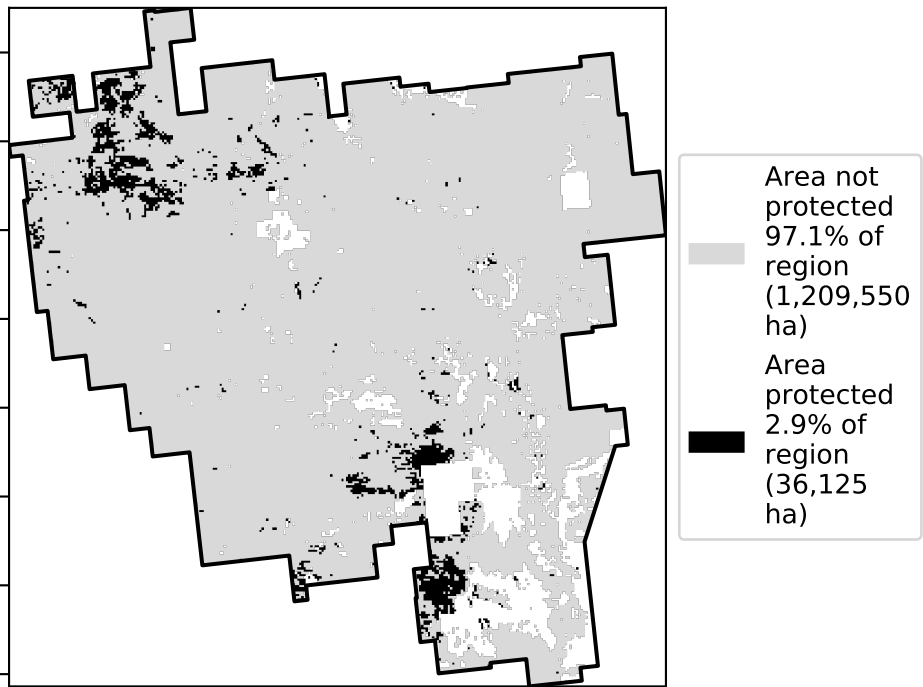 Area not
protected
97.1% of
region
(1,209,550
ha)
Area
protected
2.9% of
region
(36,125
ha)